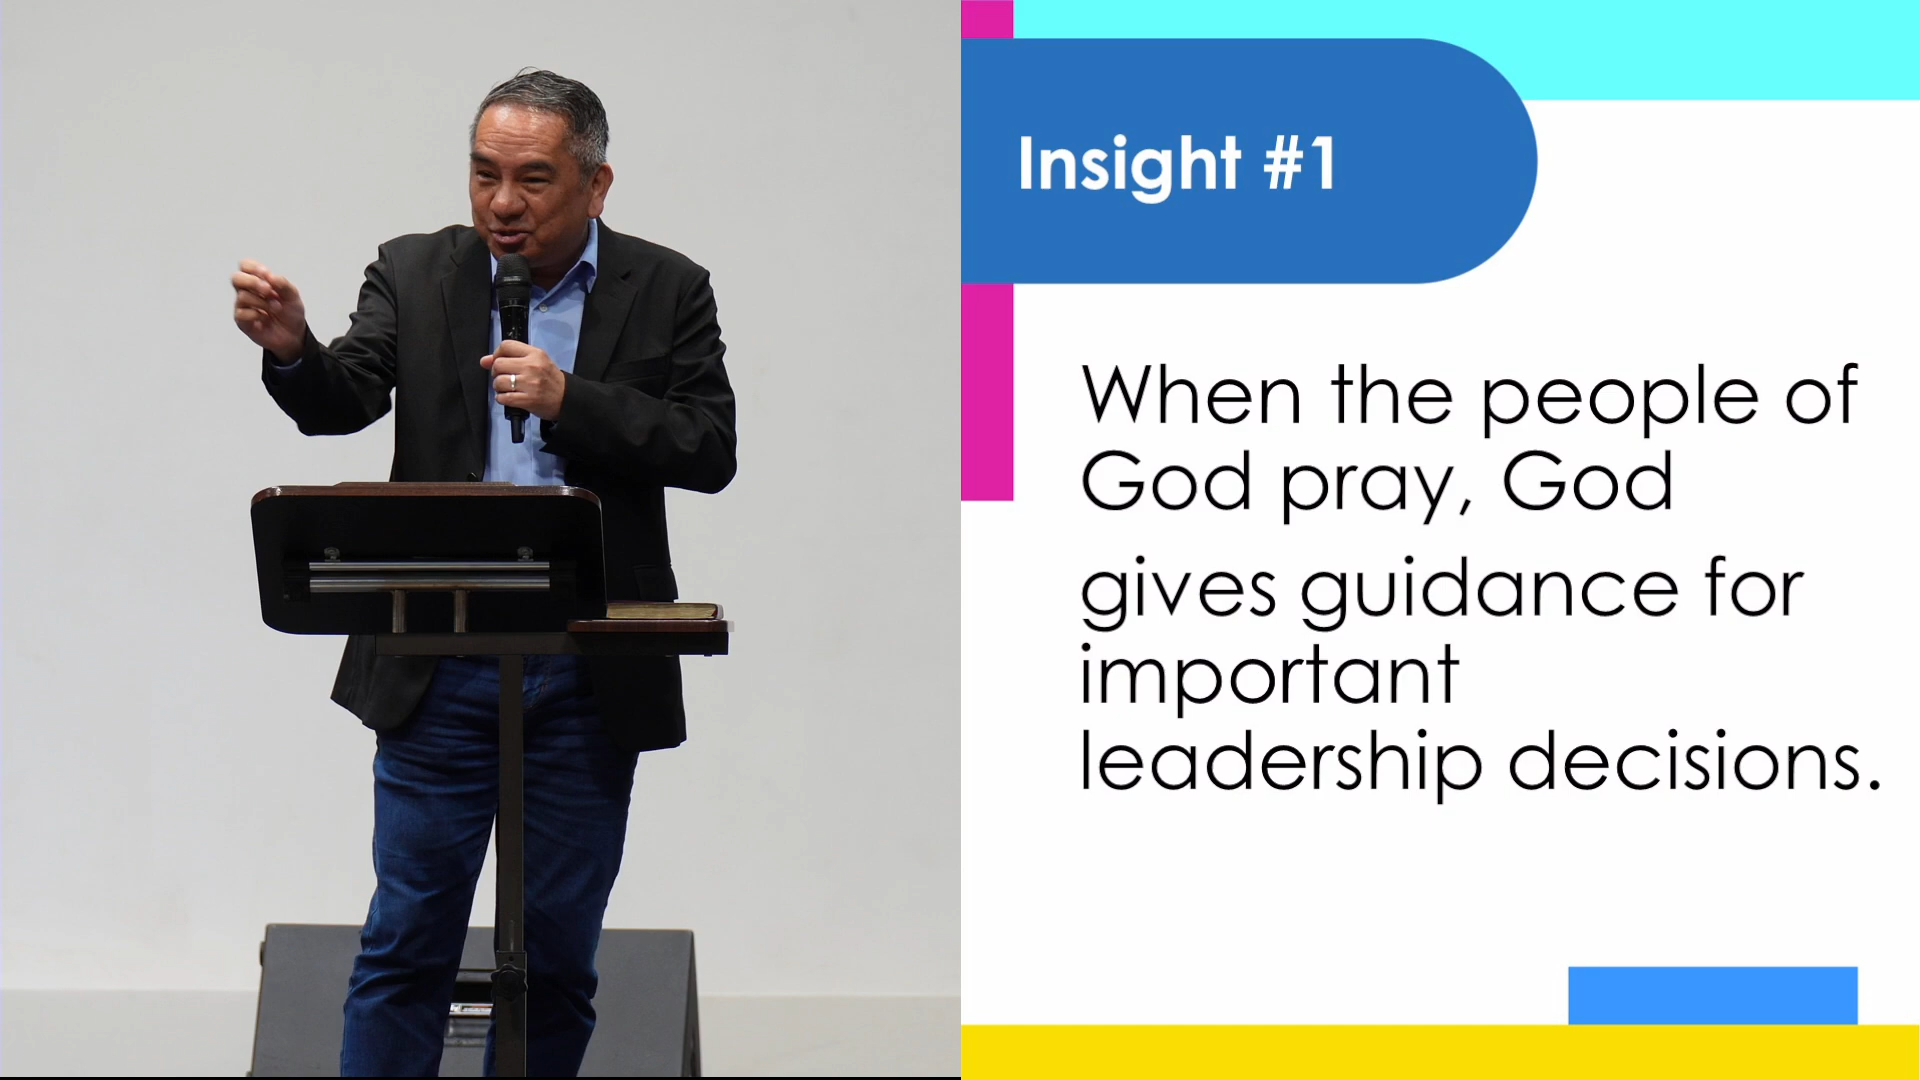 Insight #1
When the people of
God pray, God
gives guidance for
important
leadership decisions.